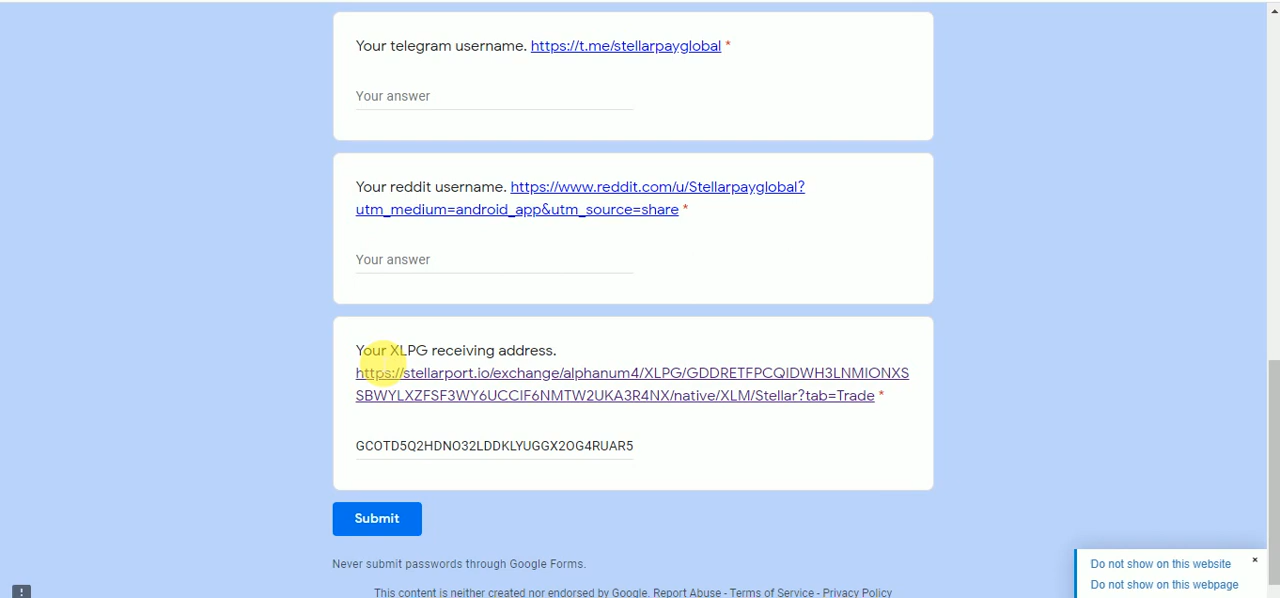 Your telegram username. https://t.me/stellarpayglobal *
Your answer
Your reddit username. https://www.reddit.com/u/Stellarpayglobal?
utm_medium=android_app&utm_source=share *
Your answer
Your XLPG receiving address.
https://stellarport.io/exchange/alphanum4/XLPG/GDDRETFPCQIDWH3LNMIONXS
SBWYLXZFSF3WY6UCCIF6NMTW2UKA3R4NX/native/XLM/Stellar?tab=Trade *
GCOTD5Q2HDNO32LDDKLYUGGX2OG4RUAR5
Submit
Never submit passwords through Google Forms.
This content is neither created nor endorsed by Google. Report Abuse - Terms of Service - Privacy Policy
Do not show on this website ×
Do not show on this webpage
!